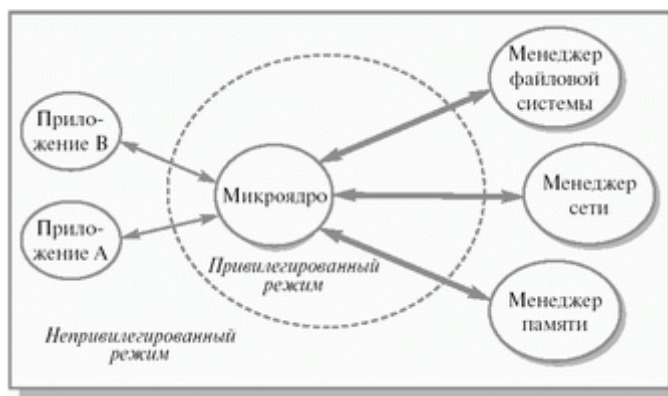 Прило-
жение В
Прило-
жение А
Микроядро
Привилегированный
режим
Непривилегированный
режим
Менеджер
файловой
системы
Менеджер
сети
Менеджер
памяти